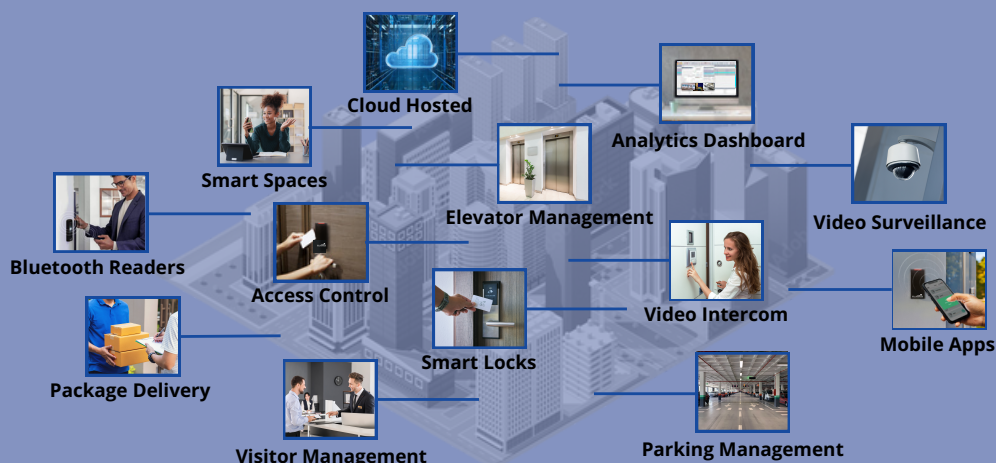 Cloud Hosted
Analytics Dashboard
Smart Spaces
Elevator Management
Video Surveillance
Bluetooth Readers
Access Control
Video Intercom
Mobile Apps
Smart Locks
Package Delivery
Parking Management
Visitor Management